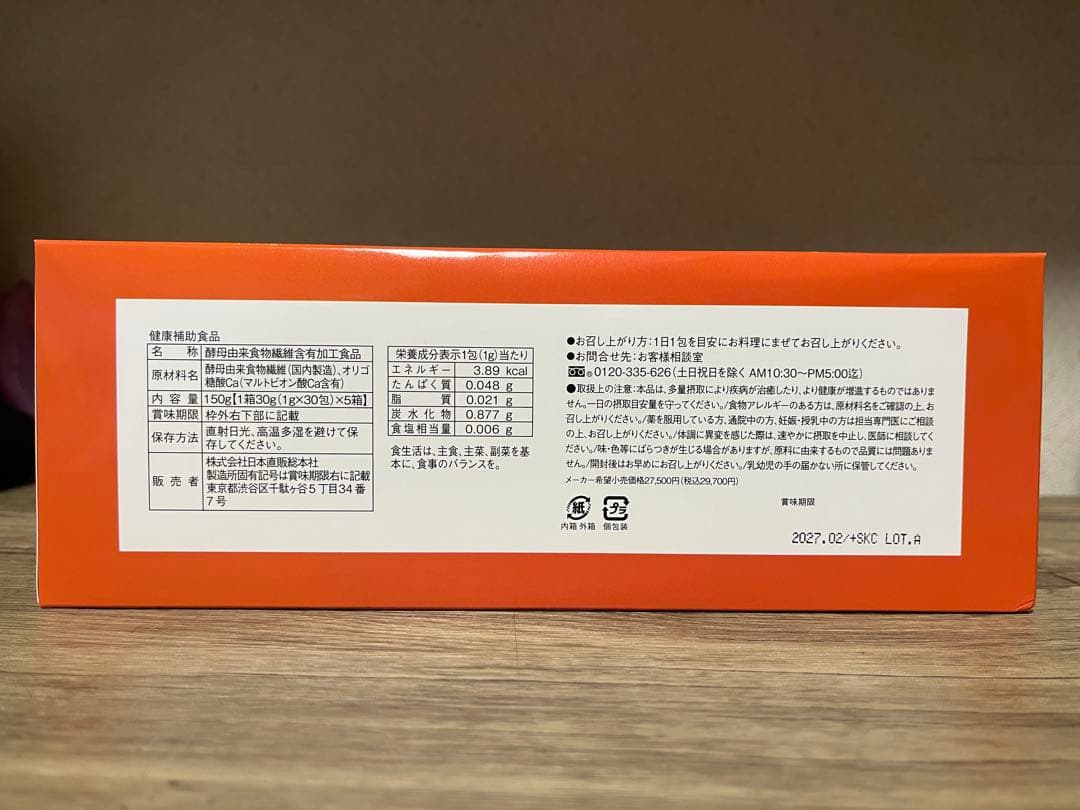 健康補助食品
名称 酵母由来食物繊維含有加工食品
原材料名 酵母由来食物繊維(国内製造)、オリゴ
糖酸Ca(マルトビオン酸Ca含有)
内容量 150g【1箱30g(1g×30包)×5箱】
賞味期限 枠外右下部に記載
保存方法 直射日光、高温多湿を避けて保
存してください。
販売者 株式会社日本直販総本社
製造所固有記号は賞味期限右に記載
東京都渋谷区千駄ヶ谷5丁目34番
7号
栄養成分表示1包(1g)当たり
エネルギー 3.89 kcal
たんぱく質 0.048 g
脂質 0.021 g
炭水化物 0.877 g
食塩相当量 0.006 g
食生活は、主食、主菜、副菜を基
本に、食事のバランスを。
●お召し上がり方:1日1包を目安にお料理にまぜてお召し上がりください。
●お問合せ先:お客様相談室
0120-335-626(土日祝日を除く AM10:30〜PM5:00迄)
●取扱上の注意:本品は、多量摂取により疾病が治癒したり、より健康が増進するものではありま
せん。一日の摂取目安量を守ってください。/食物アレルギーのある方は、原材料名をご確認の上、お
召し上がりください。/薬を服用している方、通院中の方、妊娠・授乳中の方は担当専門医にご相談
の上、お召し上がりください。/体調に異変を感じた際は、速やかに摂取を中止し、医師に相談してく
ださい。/味・色等にばらつきが生じる場合がありますが、原料に由来するもので品質には問題ありま
せん。/開封後はお早めにお召し上がりください。/乳幼児の手の届かない所に保管してください。
メーカー希望小売価格27,500円(税込29,700円)
紙 プラ
内箱 外箱 個包装
賞味期限
2027.02/+SKC LOT.A